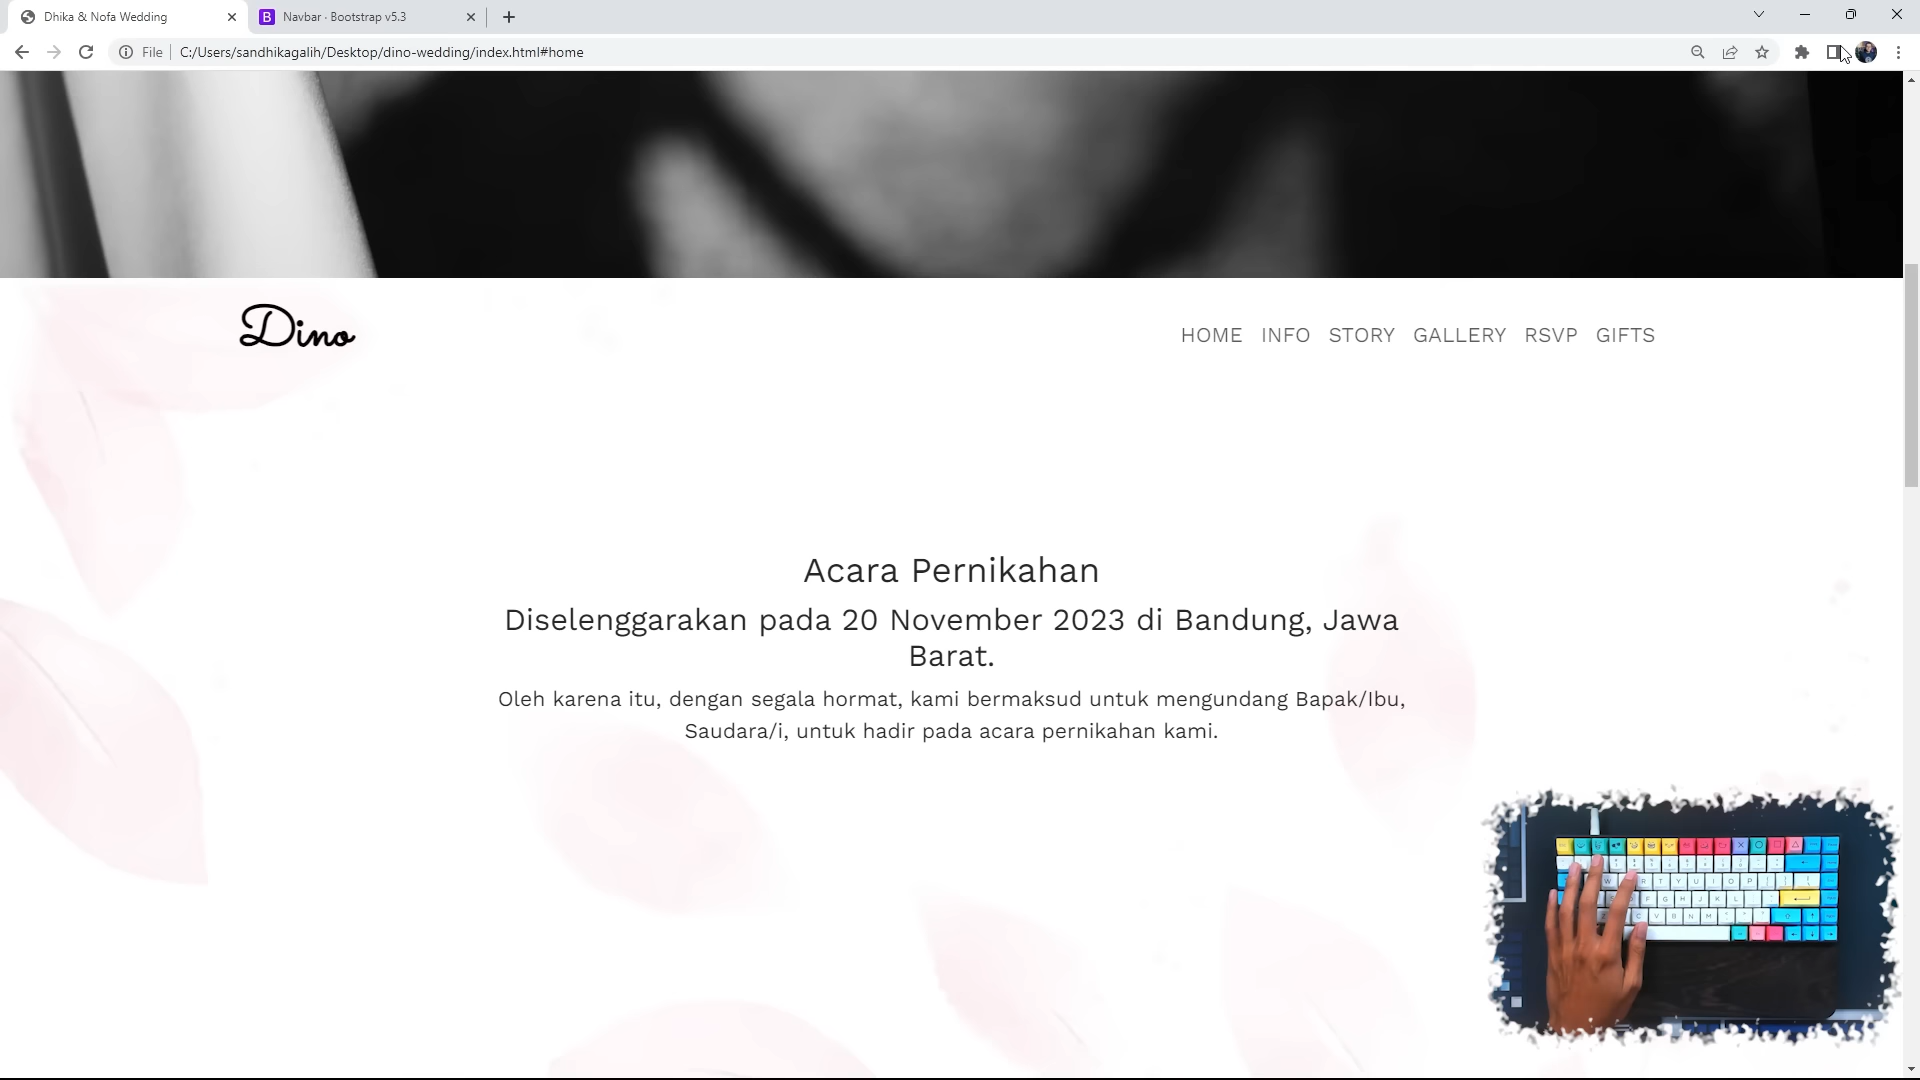 Dhika & Nofa Wedding
Navbar · Bootstrap v5.3
File
C:/Users/sandhikagalih/Desktop/dino-wedding/index.html#home
Dino
HOME INFO STORY GALLERY RSVP GIFTS
Acara Pernikahan
Diselenggarakan pada 20 November 2023 di Bandung, Jawa
Barat.
Oleh karena itu, dengan segala hormat, kami bermaksud untuk mengundang Bapak/Ibu,
Saudara/i, untuk hadir pada acara pernikahan kami.